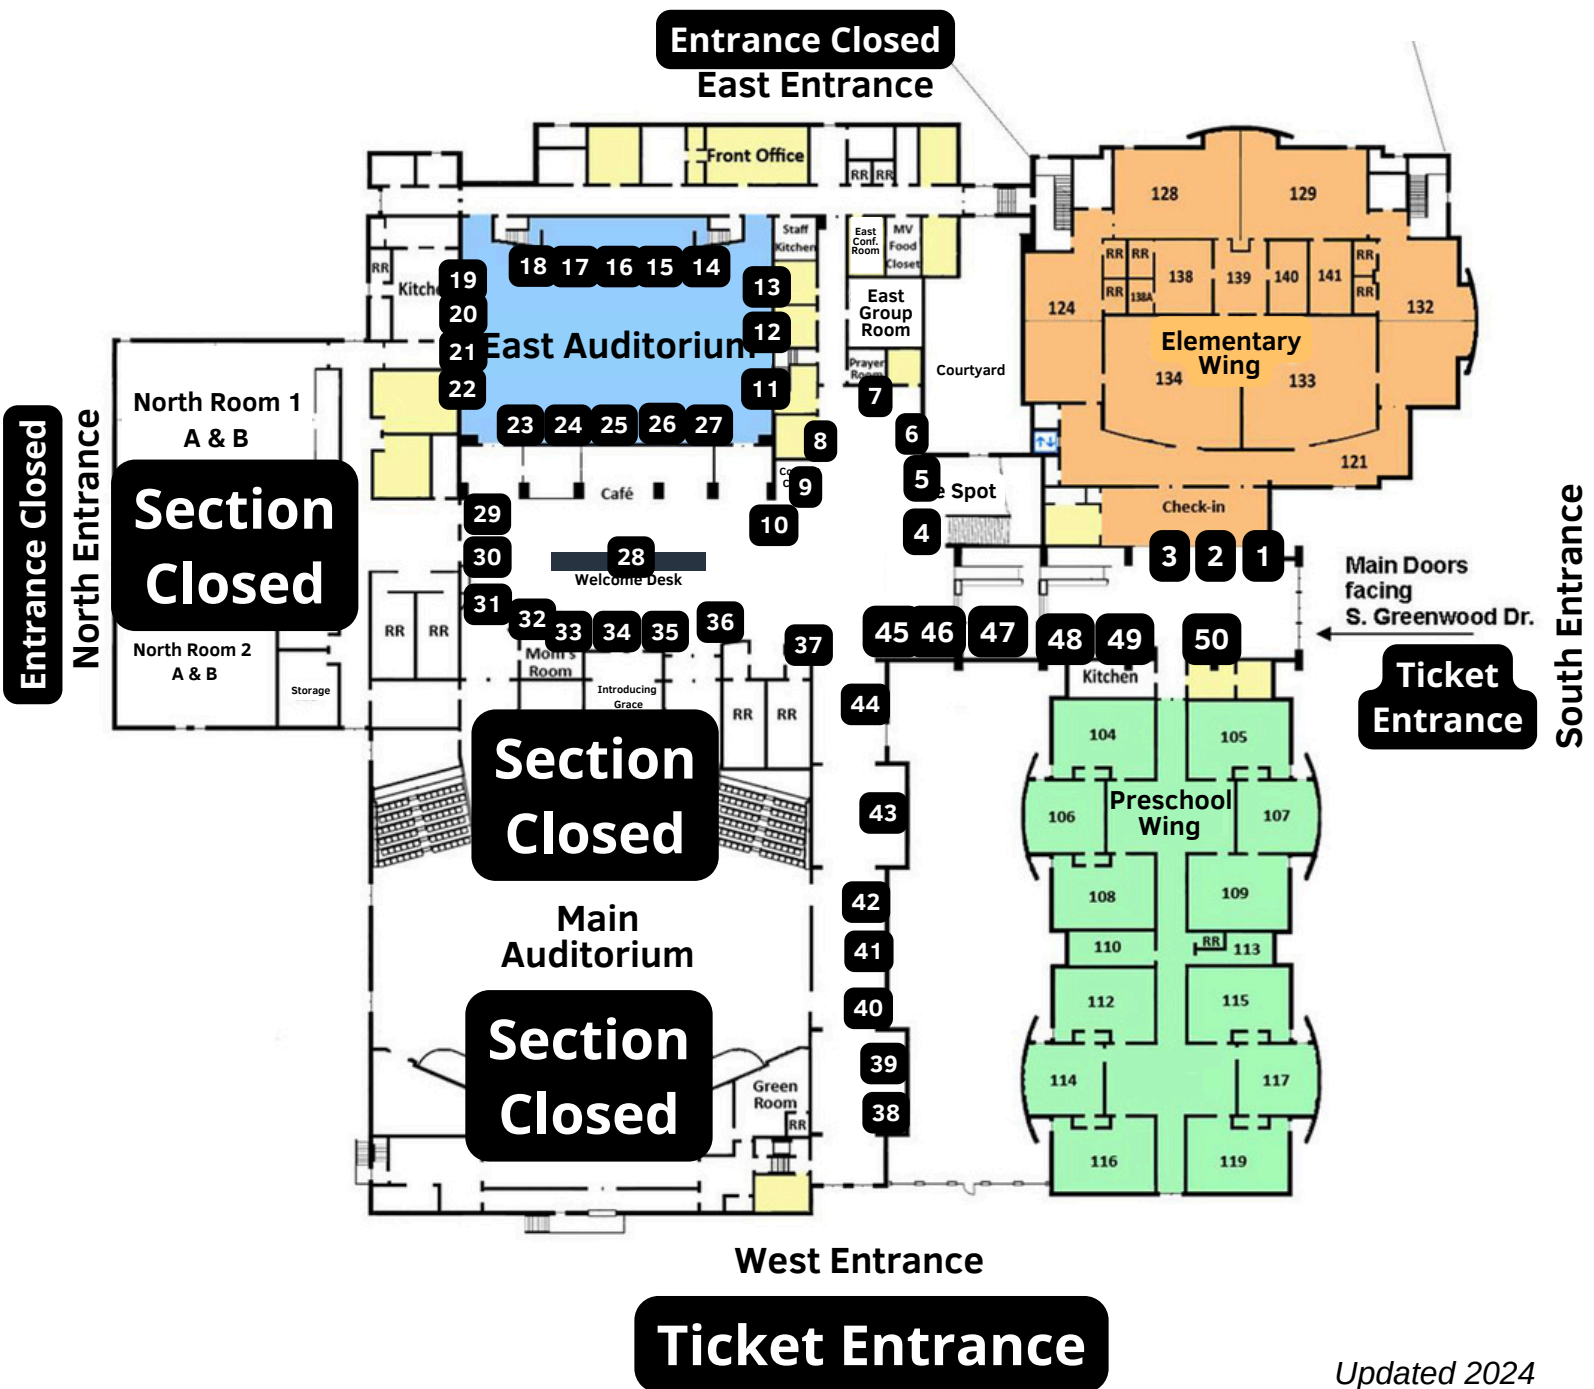 Entrance Closed
East Entrance
Front Office
RR RR
128
129
Staff
Kitchen
East
Conf.
Room
MV
Food
Closet
RR
19
18 17 16 15 14
13
RR RR
138
139
140
141
RR
RR
138A
RR
124
132
East
Group
Room
20
12
21
East Auditorium
Elementary
Wing
134
133
Prayer
Courtyard
22
11
7
North Room 1
A & B
23 24 25 26 27
8
6
121
Entrance Closed
North Entrance
Section
Closed
Café
9
5
Spot
Check-in
29
10
4
30
28
Welcome Desk
3 2 1
Main Doors
facing
S. Greenwood Dr.
South Entrance
31
32
33 34 35
36
37
45 46 47 48 49 50
RR RR
North Room 2
A & B
Storage
Mom's
Room
Introducing
Grace
Kitchen
Ticket
Entrance
RR RR
44
104
105
Section
Closed
43
106
Preschool
Wing
107
42
108
109
Main
Auditorium
41
110
RR
113
40
112
115
Section
Closed
39
114
117
Green
Room
RR
38
116
119
West Entrance
Ticket Entrance
Updated 2024